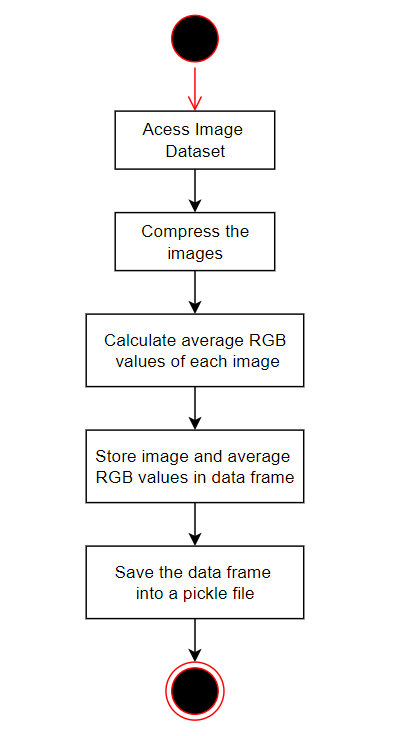 Acess Image
Dataset
Compress the
images
Calculate average RGB
values of each image
Store image and average
RGB values in data frame
Save the data frame
into a pickle file